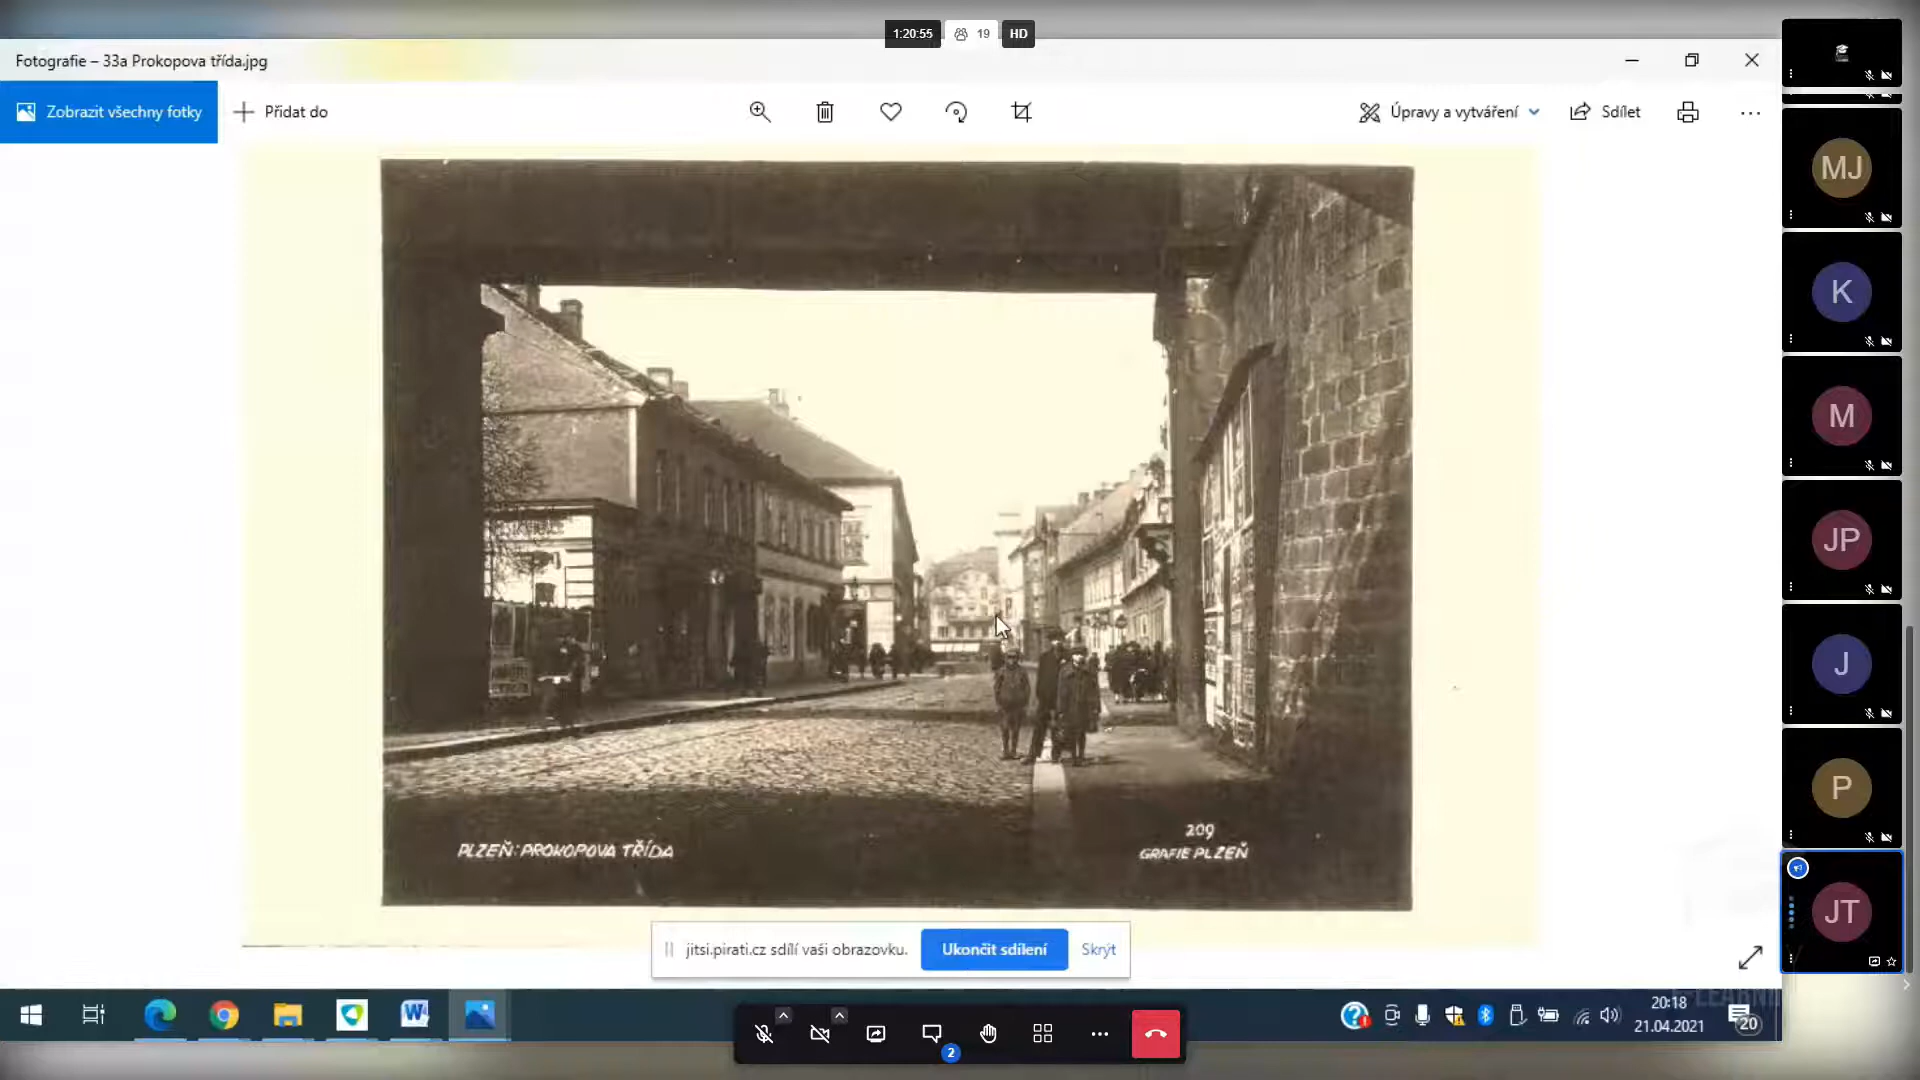 1:20:55
19
HD
Fotografie – 33a Prokopova třída.jpg
Zobrazit všechny fotky
Přidat do
Úpravy a vytváření
Sdílet
MJ
K
M
JP
J
P
JT
PLZEŇ: PROKOPOVA TŘÍDA
209
GRAFIE PLZEŇ
jitsi.pirati.cz sdílí vaši obrazovku.
Ukončit sdílení
Skrýt
20:18
21.04.2021
20
2